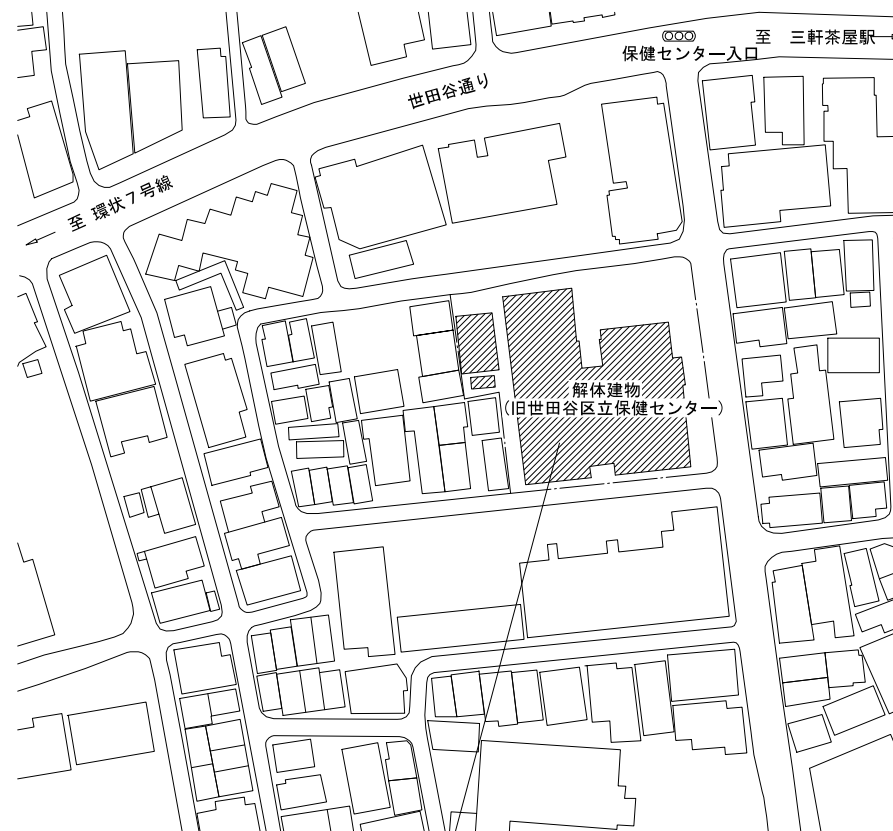 保健センター入口
至 三軒茶屋駅
世田谷通り
至 環状7号線
解体建物
(旧世田谷区立保健センター)